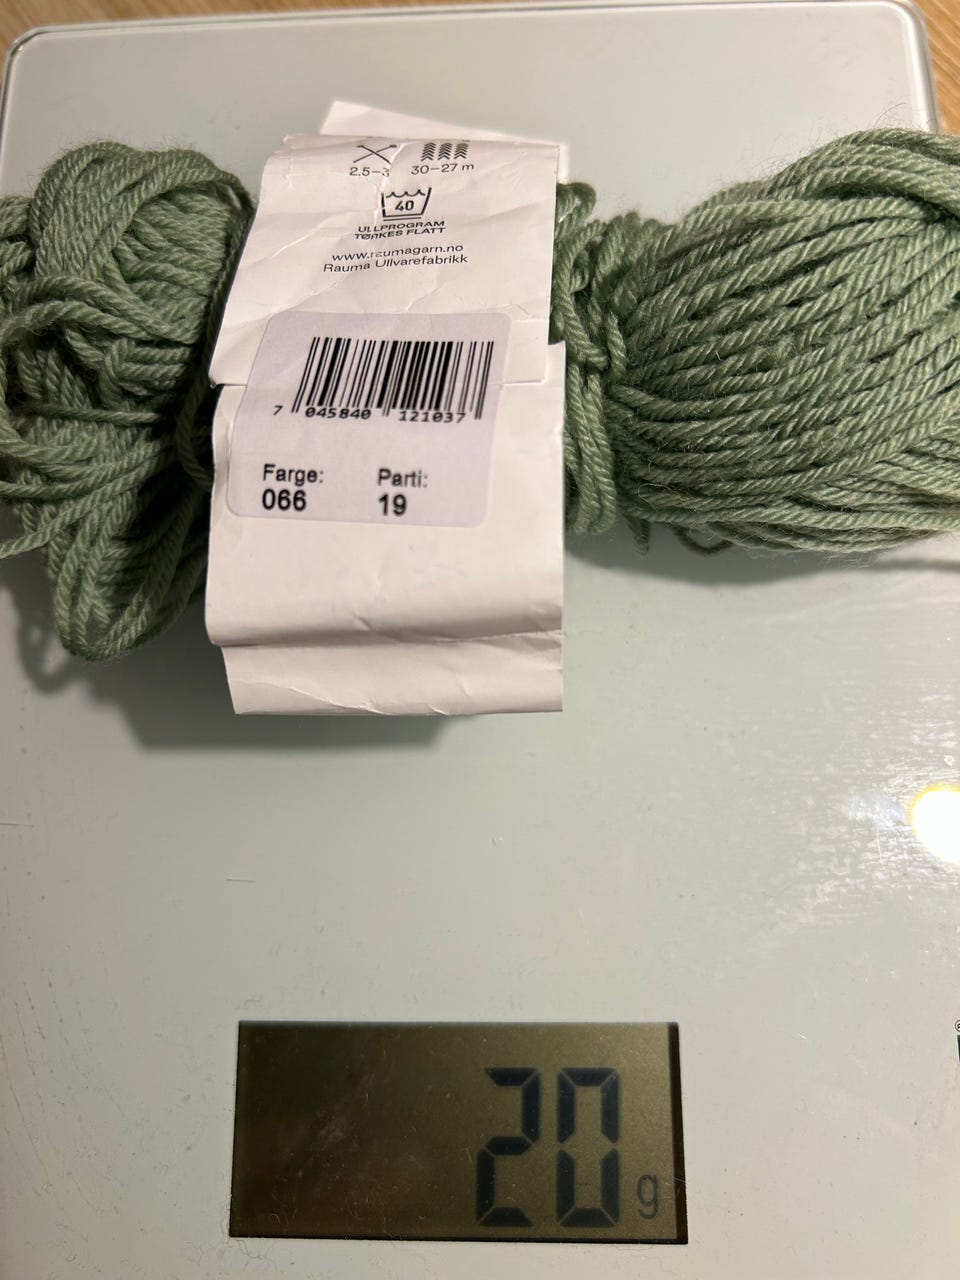 2.5-3 30-27 m
40
ULLPROGRAM
TØRKES FLATT
www.raumagarn.no
Rauma Ullvarefabrikk
7 045840 121037
Farge: Parti:
066 19
20 g